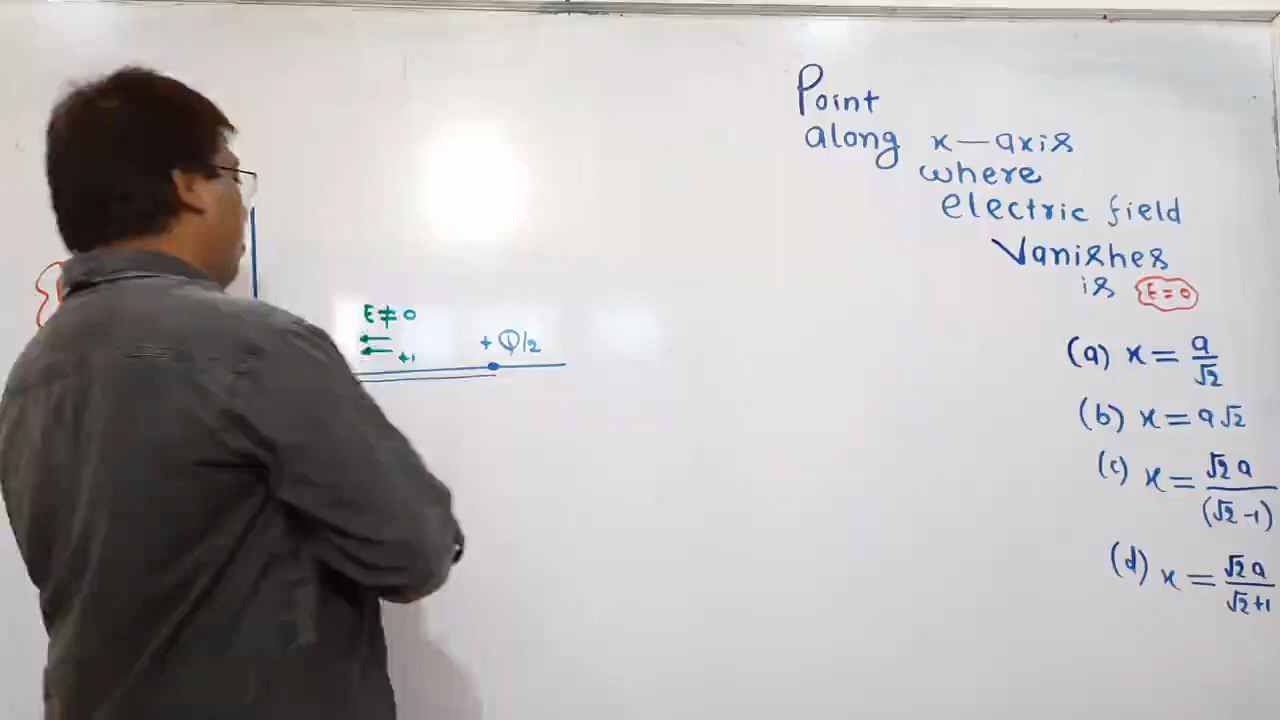 Point
along x-axis
where
electric field
Vanishes
is E = 0
E ≠ 0
+1
+ Q/2
(a) x = a/√2
(b) x = a√2
(c) x = √2 a/(√2 -1)
(d) x = √2 a/√2+1